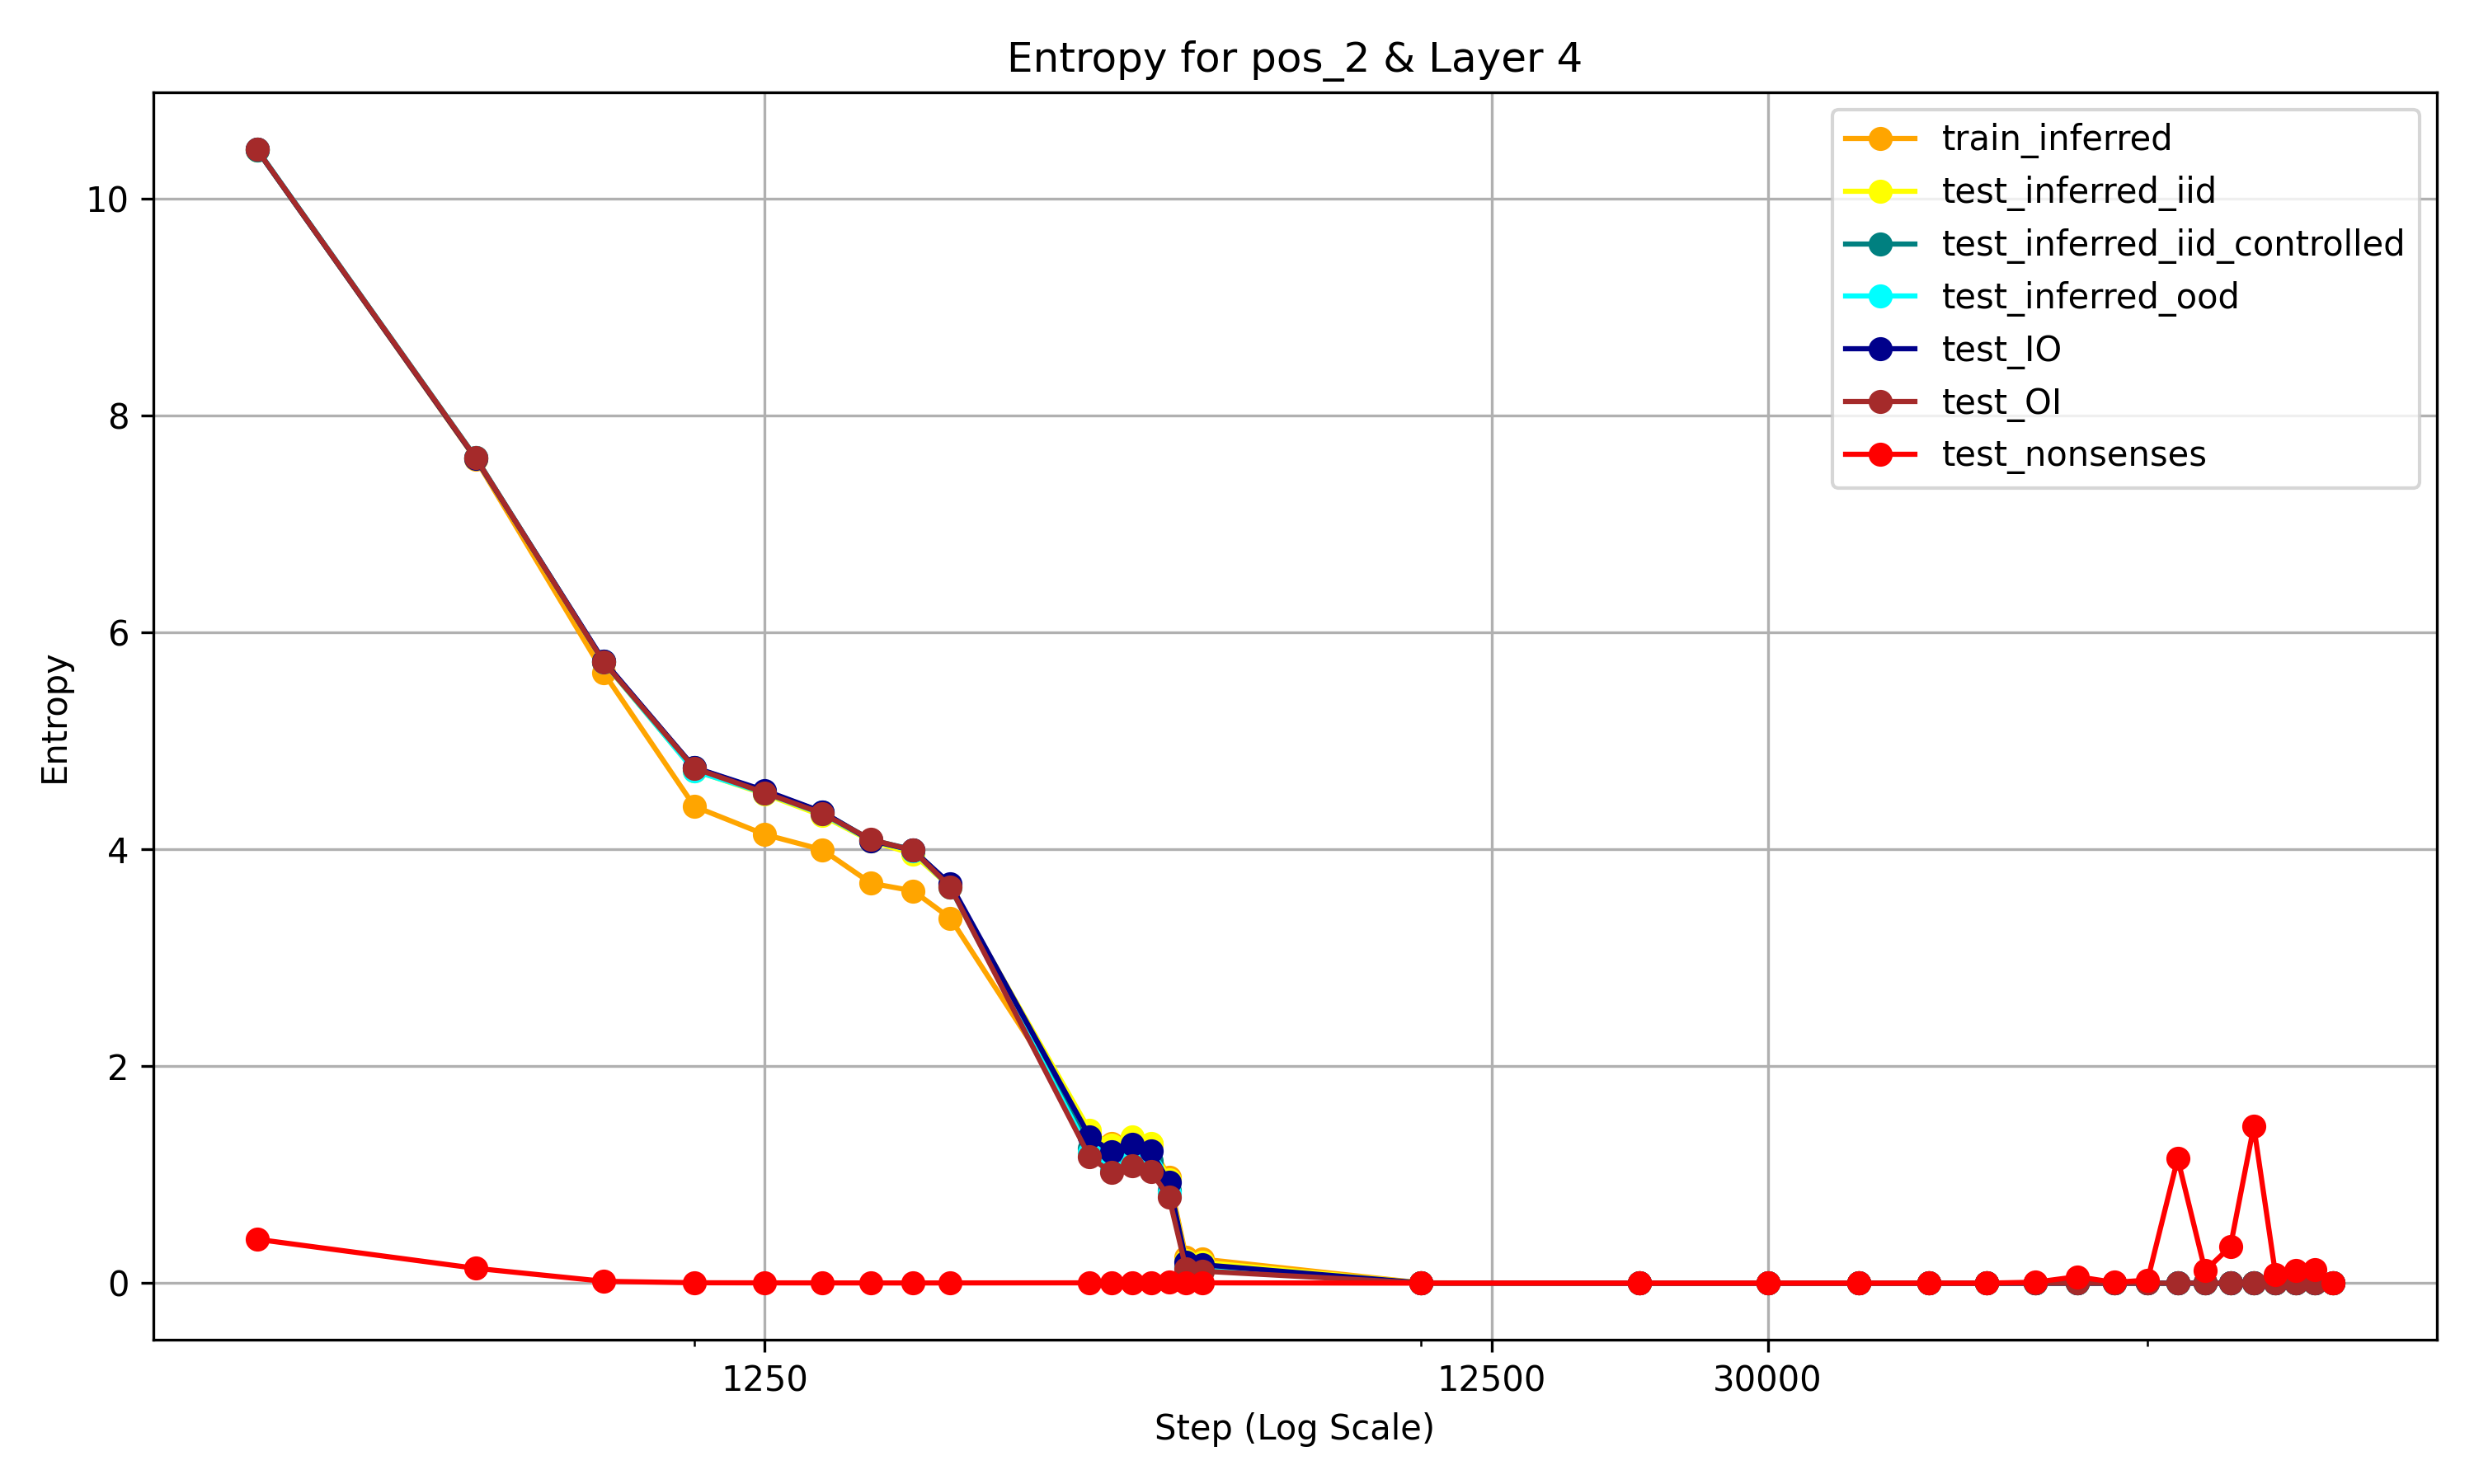 Entropy for pos_2 & Layer 4
train_inferred
test_inferred_iid
test_inferred_iid_controlled
test_inferred_ood
test_IO
test_OI
test_nonsenses
Entropy
10
8
6
4
2
0
1250
12500
30000
Step (Log Scale)